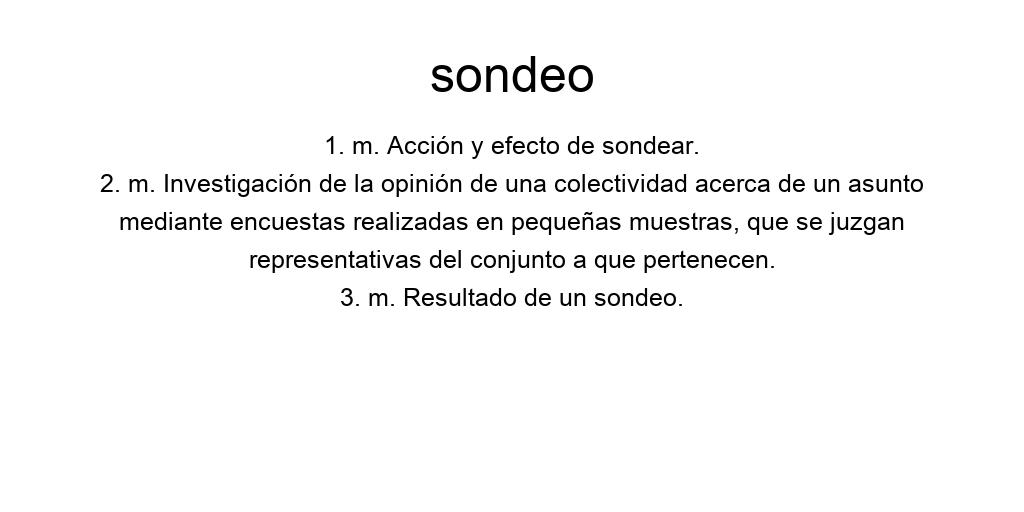 sondeo
1. m. Acción y efecto de sondear.
2. m. Investigación de la opinión de una colectividad acerca de un asunto
mediante encuestas realizadas en pequeñas muestras, que se juzgan
representativas del conjunto a que pertenecen.
3. m. Resultado de un sondeo.